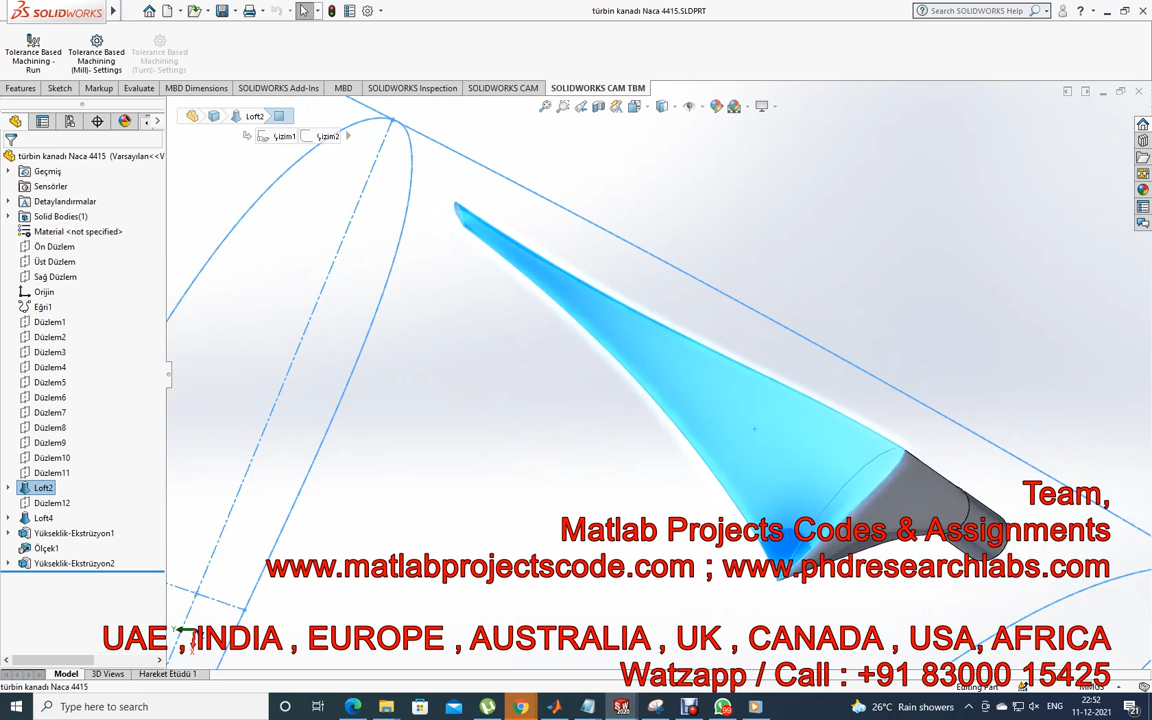 SOLIDWORKS
türbin kanadı Naca 4415.SLDPRT
Search SOLIDWORKS Help
Tolerance Based Machining - Run
Tolerance Based Machining (Mill)- Settings
Tolerance Based Machining (Turn)- Settings
Features
Sketch
Markup
Evaluate
MBD Dimensions
SOLIDWORKS Add-Ins
MBD
SOLIDWORKS Inspection
SOLIDWORKS CAM
SOLIDWORKS CAM TBM
Loft2
Çizim1
Çizim2
türbin kanadı Naca 4415 (Varsayılan<<V
Geçmiş
Sensörler
Detaylandırmalar
Solid Bodies(1)
Material <not specified>
Ön Düzlem
Üst Düzlem
Sağ Düzlem
Orijin
Eğri1
Düzlem1
Düzlem2
Düzlem3
Düzlem4
Düzlem5
Düzlem6
Düzlem7
Düzlem8
Düzlem9
Düzlem10
Düzlem11
Loft2
Düzlem12
Loft4
Yükseklik-Ekstrüzyon1
Ölçek1
Yükseklik-Ekstrüzyon2
Team,
Matlab Projects Codes & Assignments
www.matlabprojectscode.com ; www.phdresearchlabs.com
UAE , INDIA , EUROPE , AUSTRALIA , UK , CANADA , USA, AFRICA
Watzapp / Call : +91 83000 15425
Model
3D Views
Hareket Etüdü 1
türbin kanadı Naca 4415
Editing Part
MMGS
Type here to search
26°C Rain showers
ENG
22:52
11-12-2021